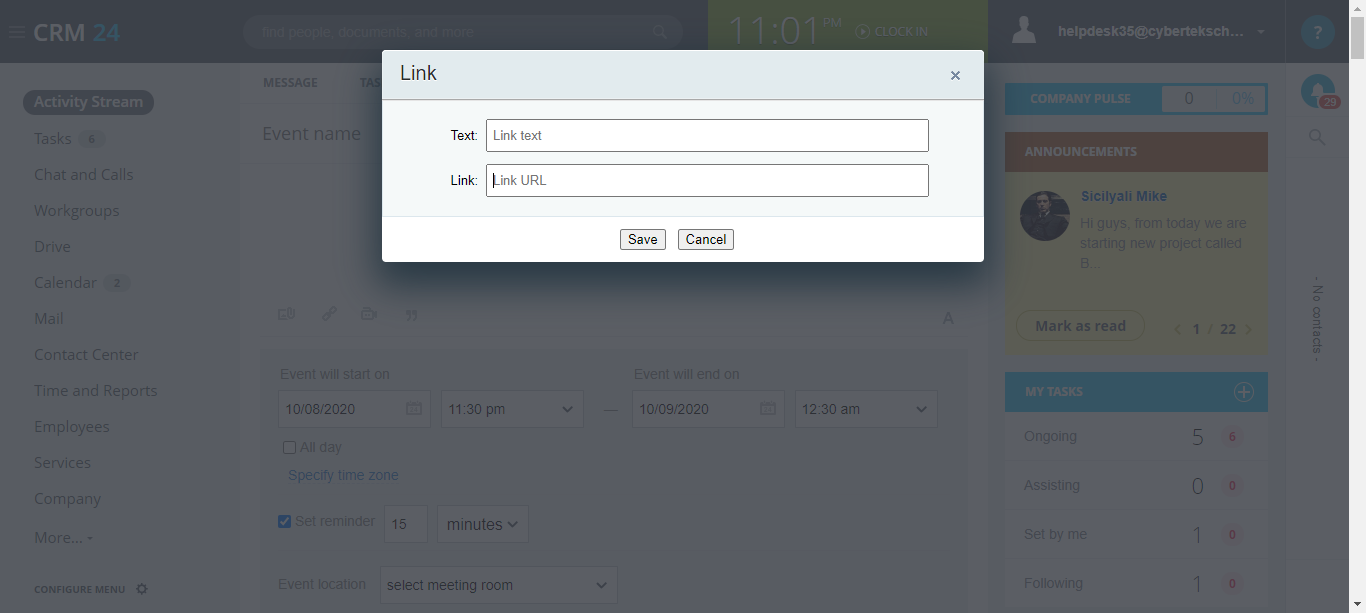 CRM 24
find people, documents, and more
11:01 PM
CLOCK IN
helpdesk35@cyberteksch...
?
Link
×
Text:
Link text
Link:
Link URL
Save
Cancel
Activity Stream
Tasks 6
Chat and Calls
Workgroups
Drive
Calendar 2
Mail
Contact Center
Time and Reports
Employees
Services
Company
More...
CONFIGURE MENU
MESSAGE
TAS
Event name
A
Event will start on
Event will end on
10/08/2020
11:30 pm
—
10/09/2020
12:30 am
All day
Specify time zone
Set reminder
15
minutes
Event location
select meeting room
COMPANY PULSE
0
0%
ANNOUNCEMENTS
Sicilyali Mike
Hi guys, from today we are
starting new project called
B...
Mark as read
< 1 / 22 >
MY TASKS
Ongoing 5 6
Assisting 0 0
Set by me 1 0
Following 1 0
29
- No contacts -